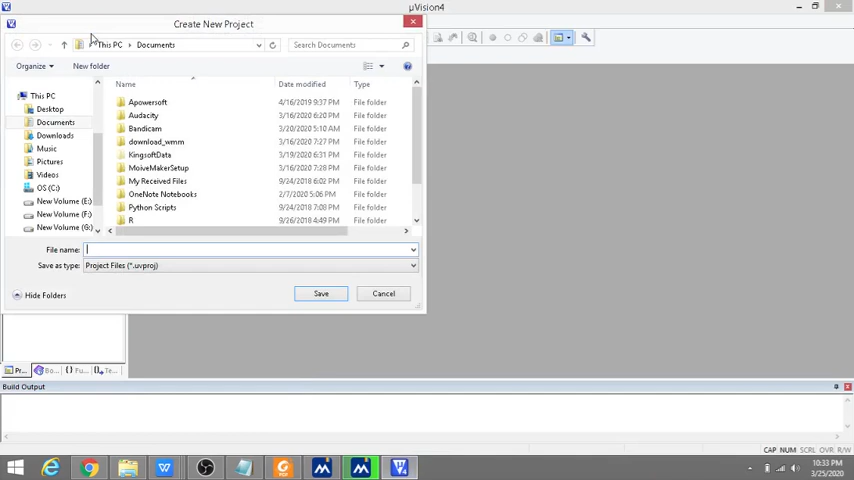 µVision4
Create New Project
This PC Documents Search Documents
Organize New folder
Name Date modified Type
This PC
Desktop
Documents
Downloads
Music
Pictures
Videos
OS (C:)
New Volume (E:)
New Volume (F:)
New Volume (G:)
Apowersoft 4/16/2019 9:37 PM File folder
Audacity 3/16/2020 6:20 PM File folder
Bandicam 3/20/2020 5:10 AM File folder
download_wmm 3/16/2020 7:27 PM File folder
KingsoftData 3/19/2020 6:31 PM File folder
MoiveMakerSetup 3/16/2020 7:28 PM File folder
My Received Files 9/24/2018 6:02 PM File folder
OneNote Notebooks 2/7/2020 5:06 PM File folder
Python Scripts 9/24/2018 7:08 PM File folder
R 9/26/2018 4:49 PM File folder
File name:
Save as type: Project Files (*.uvproj)
Hide Folders Save Cancel
Pr... Bo... {} Fu... Te...
Build Output
CAP NUM SCRL OVR R/W
10:33 PM
3/25/2020